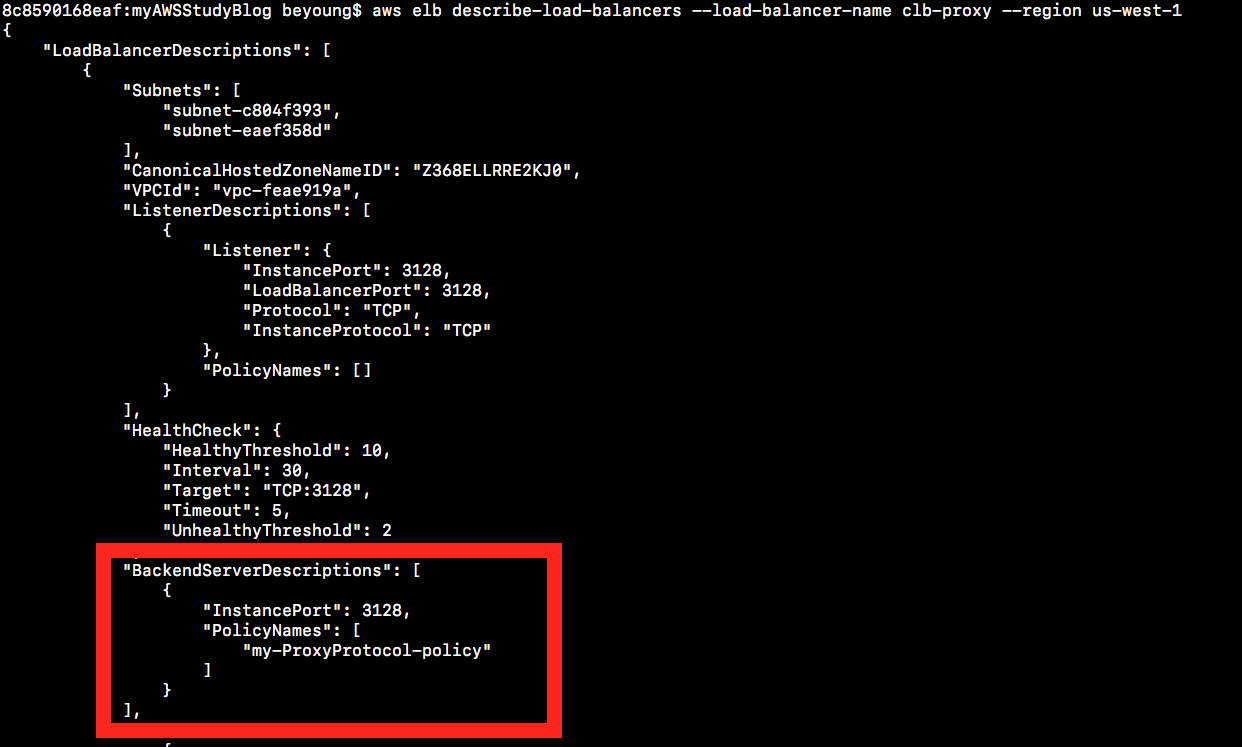 8c8590168eaf:myAWSStudyBlog beyoung$ aws elb describe-load-balancers --load-balancer-name clb-proxy --region us-west-1
{
    "LoadBalancerDescriptions": [
        {
            "Subnets": [
                "subnet-c804f393",
                "subnet-eaef358d"
            ],
            "CanonicalHostedZoneNameID": "Z368ELLRRE2KJ0",
            "VPCId": "vpc-feae919a",
            "ListenerDescriptions": [
                {
                    "Listener": {
                        "InstancePort": 3128,
                        "LoadBalancerPort": 3128,
                        "Protocol": "TCP",
                        "InstanceProtocol": "TCP"
                    },
                    "PolicyNames": []
                }
            ],
            "HealthCheck": {
                "HealthyThreshold": 10,
                "Interval": 30,
                "Target": "TCP:3128",
                "Timeout": 5,
                "UnhealthyThreshold": 2
            "BackendServerDescriptions": [
                {
                    "InstancePort": 3128,
                    "PolicyNames": [
                        "my-ProxyProtocol-policy"
                    ]
                }
            ],